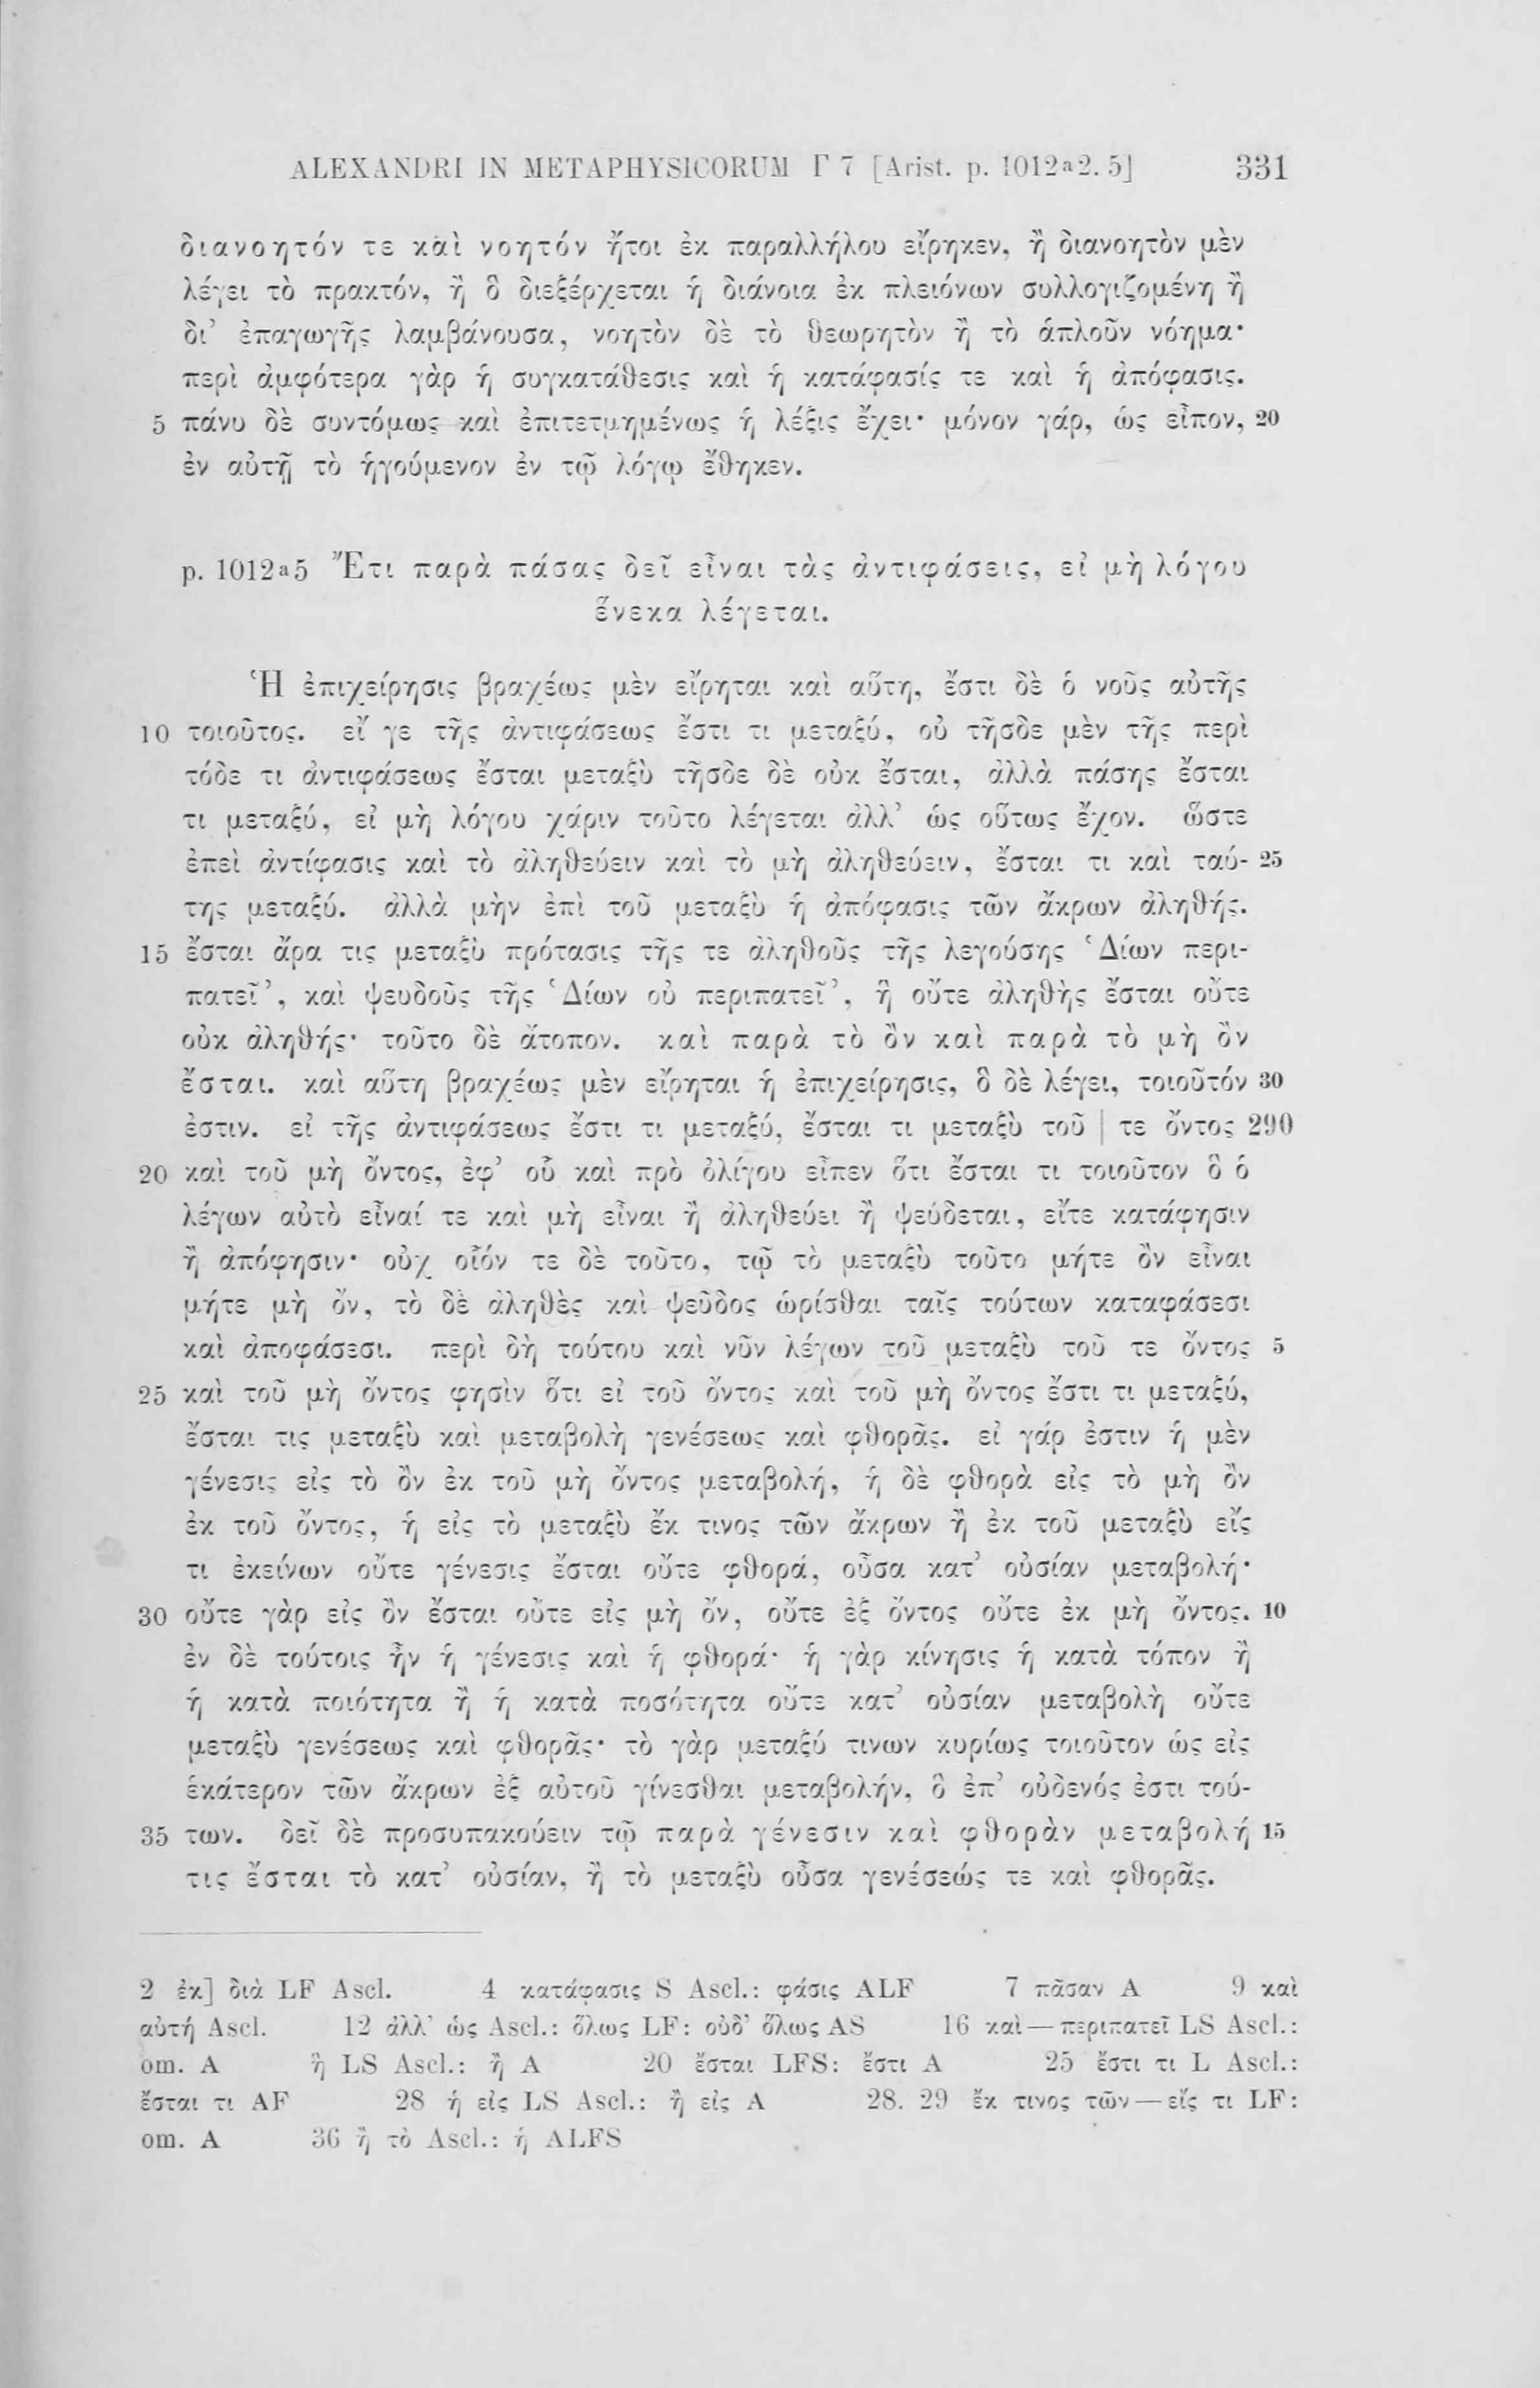 ALEXANDRI IN METAPHYSICORUM Γ 7 [Arist. p. 1012ᵃ2. 5] 331
διανοητόν τε καὶ νοητόν ἤτοι ἐκ παραλλήλου εἴρηκεν, ἢ διανοητὸν μὲν
λέγει τὸ πρακτόν, ἢ ὃ διεξέρχεται ἡ διάνοια ἐκ πλειόνων συλλογιζομένη ἢ
δι’ ἐπαγωγῆς λαμβάνουσα, νοητὸν δὲ τὸ θεωρητὸν ἢ τὸ ἁπλοῦν νόημα·
περὶ ἀμφότερα γὰρ ἡ συγκατάθεσις καὶ ἡ κατάφασίς τε καὶ ἡ ἀπόφασις.
5 πάνυ δὲ συντόμως καὶ ἐπιτετμημένως ἡ λέξις ἔχει· μόνον γάρ, ὡς εἶπον, 20
ἐν αὐτῇ τὸ ἡγούμενον ἐν τῷ λόγῳ ἔθηκεν.
p. 1012ᵃ5 Ἔτι παρὰ πάσας δεῖ εἶναι τὰς ἀντιφάσεις, εἰ μὴ λόγου
ἕνεκα λέγεται.
Ἡ ἐπιχείρησις βραχέως μὲν εἴρηται καὶ αὕτη, ἔστι δὲ ὁ νοῦς αὐτῆς
10 τοιοῦτος. εἴ γε τῆς ἀντιφάσεως ἔστι τι μεταξύ, οὐ τῆσδε μὲν τῆς περὶ
τόδε τι ἀντιφάσεως ἔσται μεταξὺ τῆσδε δὲ οὐκ ἔσται, ἀλλὰ πάσης ἔσται
τι μεταξύ, εἰ μὴ λόγου χάριν τοῦτο λέγεται ἀλλ’ ὡς οὕτως ἔχον. ὥστε
ἐπεὶ ἀντίφασις καὶ τὸ ἀληθεύειν καὶ τὸ μὴ ἀληθεύειν, ἔσται τι καὶ ταύ- 25
της μεταξύ. ἀλλὰ μὴν ἐπὶ τοῦ μεταξὺ ἡ ἀπόφασις τῶν ἄκρων ἀληθής.
15 ἔσται ἄρα τις μεταξὺ πρότασις τῆς τε ἀληθοῦς τῆς λεγούσης ‘Δίων περι-
πατεῖ’, καὶ ψευδοῦς τῆς ‘Δίων οὐ περιπατεῖ’, ἣ οὔτε ἀληθὴς ἔσται οὔτε
οὐκ ἀληθής· τοῦτο δὲ ἄτοπον. καὶ παρὰ τὸ ὂν καὶ παρὰ τὸ μὴ ὂν
ἔσται. καὶ αὕτη βραχέως μὲν εἴρηται ἡ ἐπιχείρησις, ὃ δὲ λέγει, τοιοῦτόν 30
ἐστιν. εἰ τῆς ἀντιφάσεως ἔστι τι μεταξύ, ἔσται τι μεταξὺ τοῦ | τε ὄντος 290
20 καὶ τοῦ μὴ ὄντος, ἐφ’ οὗ καὶ πρὸ ὀλίγου εἶπεν ὅτι ἔσται τι τοιοῦτον ὃ ὁ
λέγων αὐτὸ εἶναί τε καὶ μὴ εἶναι ἢ ἀληθεύει ἢ ψεύδεται, εἴτε κατάφησιν
ἢ ἀπόφησιν· οὐχ οἷόν τε δὲ τοῦτο, τῷ τὸ μεταξὺ τοῦτο μήτε ὂν εἶναι
μήτε μὴ ὄν, τὸ δὲ ἀληθὲς καὶ ψεῦδος ὡρίσθαι ταῖς τούτων καταφάσεσι
καὶ ἀποφάσεσι. περὶ δὴ τούτου καὶ νῦν λέγων τοῦ μεταξὺ τοῦ τε ὄντος 5
25 καὶ τοῦ μὴ ὄντος φησὶν ὅτι εἰ τοῦ ὄντος καὶ τοῦ μὴ ὄντος ἔστι τι μεταξύ,
ἔσται τις μεταξὺ καὶ μεταβολὴ γενέσεως καὶ φθορᾶς. εἰ γάρ ἐστιν ἡ μὲν
γένεσις εἰς τὸ ὂν ἐκ τοῦ μὴ ὄντος μεταβολή, ἡ δὲ φθορὰ εἰς τὸ μὴ ὂν
ἐκ τοῦ ὄντος, ἡ εἰς τὸ μεταξὺ ἔκ τινος τῶν ἄκρων ἢ ἐκ τοῦ μεταξὺ εἴς
τι ἐκείνων οὔτε γένεσις ἔσται οὔτε φθορά, οὖσα κατ’ οὐσίαν μεταβολή·
30 οὔτε γὰρ εἰς ὂν ἔσται οὔτε εἰς μὴ ὄν, οὔτε ἐξ ὄντος οὔτε ἐκ μὴ ὄντος. 10
ἐν δὲ τούτοις ἦν ἡ γένεσις καὶ ἡ φθορά· ἡ γὰρ κίνησις ἡ κατὰ τόπον ἢ
ἡ κατὰ ποιότητα ἢ ἡ κατὰ ποσότητα οὔτε κατ’ οὐσίαν μεταβολὴ οὔτε
μεταξὺ γενέσεως καὶ φθορᾶς· τὸ γὰρ μεταξύ τινων κυρίως τοιοῦτον ὡς εἰς
ἑκάτερον τῶν ἄκρων ἐξ αὐτοῦ γίνεσθαι μεταβολήν, ὃ ἐπ’ οὐδενός ἐστι τού-
35 των. δεῖ δὲ προσυπακούειν τῷ παρὰ γένεσιν καὶ φθορὰν μεταβολή 15
τις ἔσται τὸ κατ’ οὐσίαν, ἢ τὸ μεταξὺ οὖσα γενέσεώς τε καὶ φθορᾶς.
2 ἐκ] διὰ LF Ascl. 4 κατάφασις S Ascl.: φάσις ALF 7 πᾶσαν A 9 καὶ
αὐτή Ascl. 12 ἀλλ’ ὡς Ascl.: ὅλως LF: οὐδ’ ὅλως AS 16 καὶ — περιπατεῖ LS Ascl.:
om. A ἣ LS Ascl.: ἢ A 20 ἔσται LFS: ἔστι A 25 ἔστι τι L Ascl.:
ἔσται τι AF 28 ἡ εἰς LS Ascl.: ἢ εἰς A 28. 29 ἔκ τινος τῶν — εἴς τι LF:
om. A 36 ἢ τὸ Ascl.: ἡ ALFS